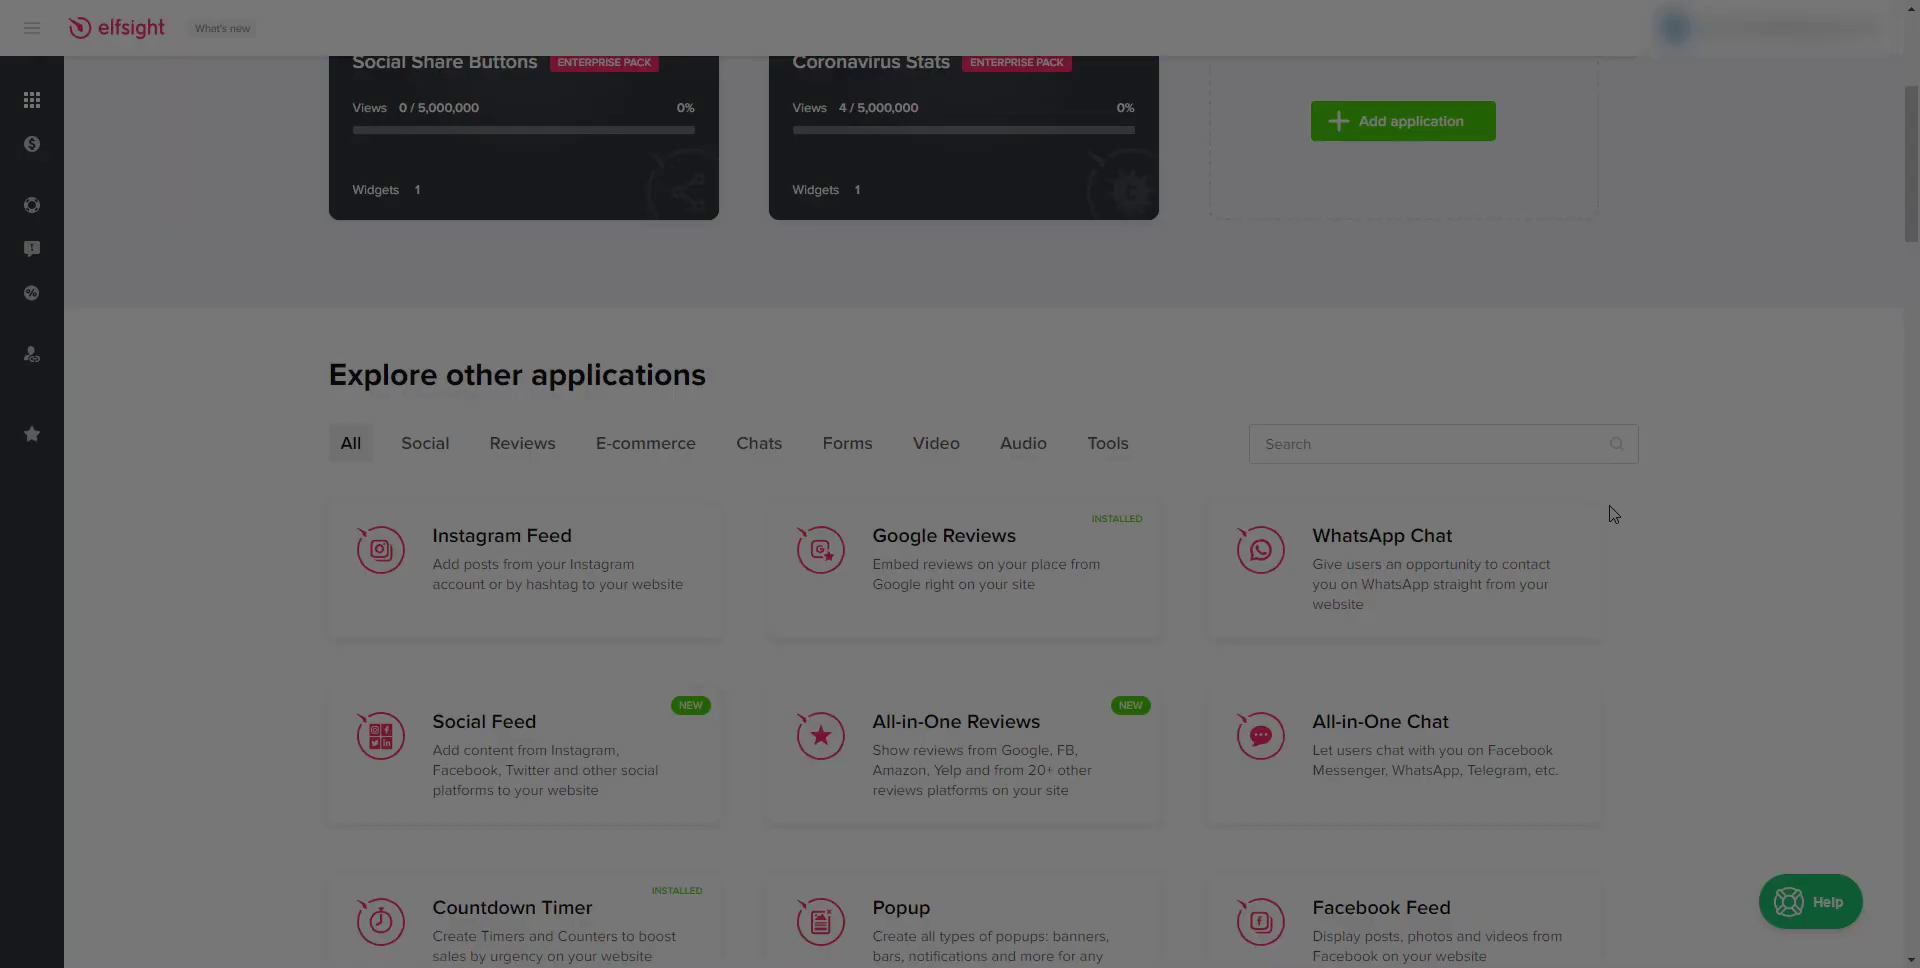 elfsight What's new
Social Share Buttons ENTERPRISE PACK
Views 0 / 5,000,000 0%
Widgets 1
Coronavirus Stats ENTERPRISE PACK
Views 4 / 5,000,000 0%
Widgets 1
Add application
Explore other applications
All Social Reviews E-commerce Chats Forms Video Audio Tools
Search
Instagram Feed
Add posts from your Instagram
account or by hashtag to your website
INSTALLED
Google Reviews
Embed reviews on your place from
Google right on your site
WhatsApp Chat
Give users an opportunity to contact
you on WhatsApp straight from your
website
NEW
Social Feed
Add content from Instagram,
Facebook, Twitter and other social
platforms to your website
NEW
All-in-One Reviews
Show reviews from Google, FB,
Amazon, Yelp and from 20+ other
reviews platforms on your site
All-in-One Chat
Let users chat with you on Facebook
Messenger, WhatsApp, Telegram, etc.
INSTALLED
Countdown Timer
Create Timers and Counters to boost
sales by urgency on your website
Popup
Create all types of popups: banners,
bars, notifications and more for any
Facebook Feed
Display posts, photos and videos from
Facebook on your website
Help